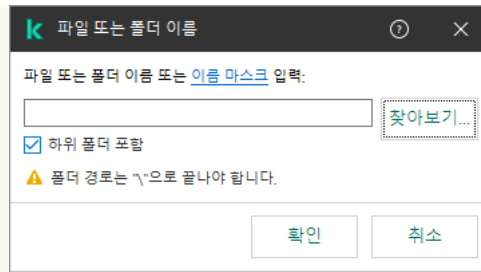 파일 또는 폴더 이름
파일 또는 폴더 이름 또는 이름 마스크 입력:
찾아보기...
하위 폴더 포함
폴더 경로는 "\"으로 끝나야 합니다.
확인 취소